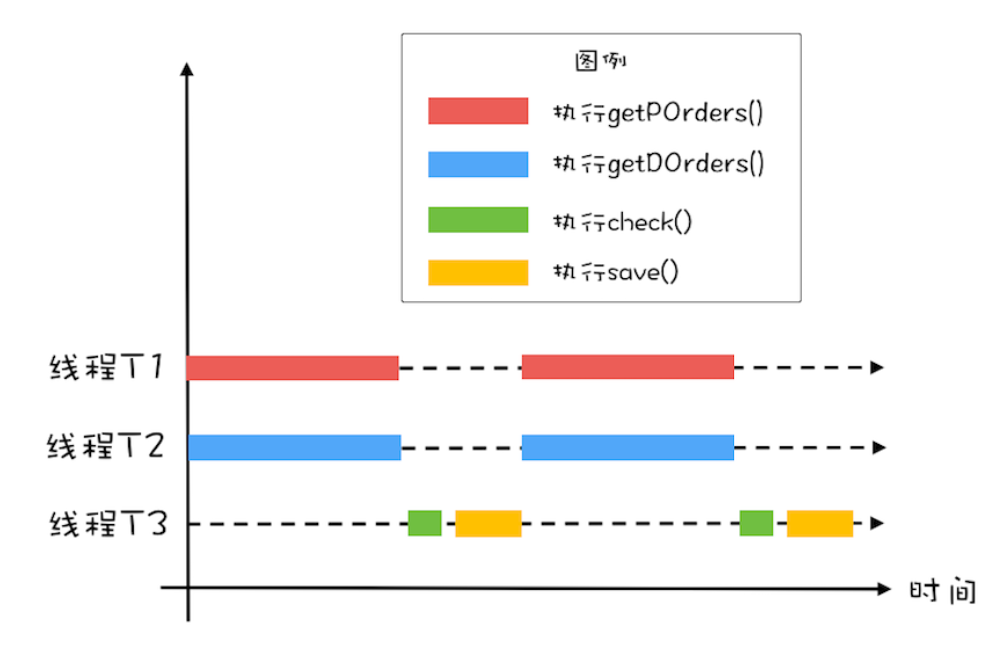 图例
执行getPOrders()
执行getDOrders()
执行check()
执行save()
线程T1
线程T2
线程T3
时间